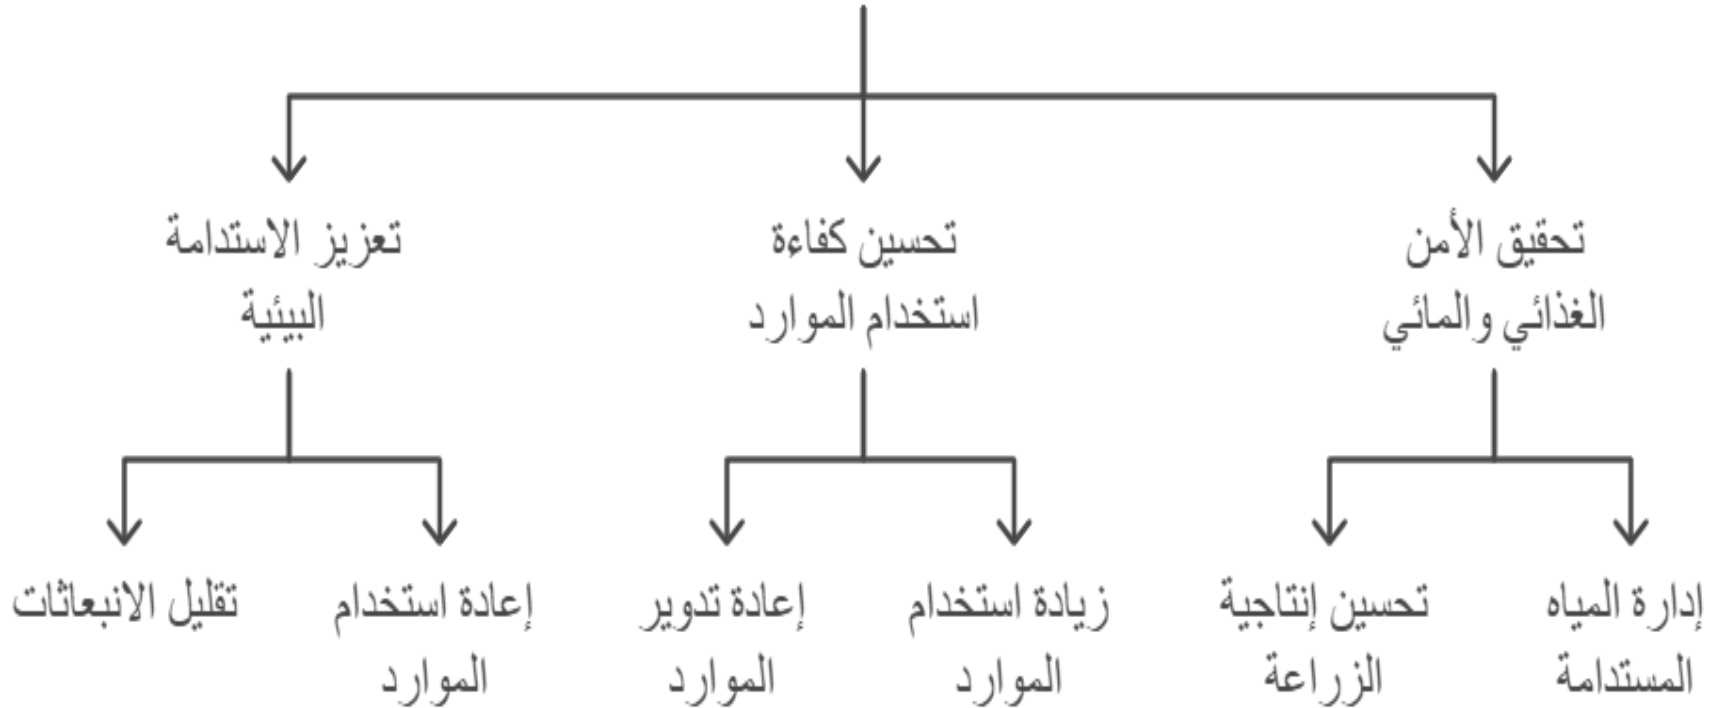 تحقيق الأمن
الغذائي والمائي
تحسين كفاءة
استخدام الموارد
تعزيز الاستدامة
البيئية
إدارة المياه
المستدامة
تحسين إنتاجية
الزراعة
زيادة استخدام
الموارد
إعادة تدوير
الموارد
إعادة استخدام
الموارد
تقليل الانبعاثات